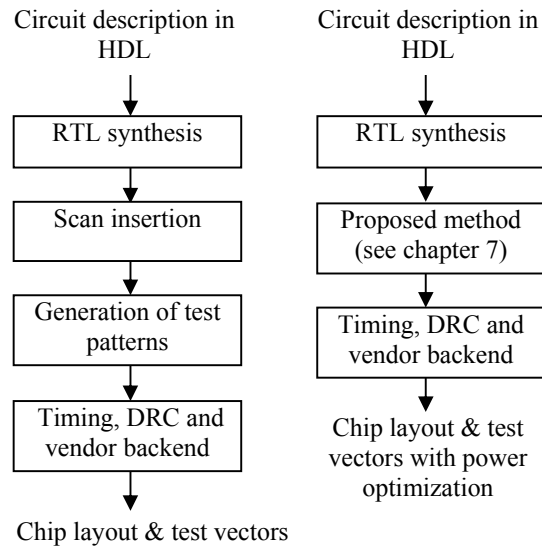 Circuit description in
HDL
RTL synthesis
Scan insertion
Generation of test
patterns
Timing, DRC and
vendor backend
Chip layout & test vectors
Circuit description in
HDL
RTL synthesis
Proposed method
(see chapter 7)
Timing, DRC and
vendor backend
Chip layout & test
vectors with power
optimization